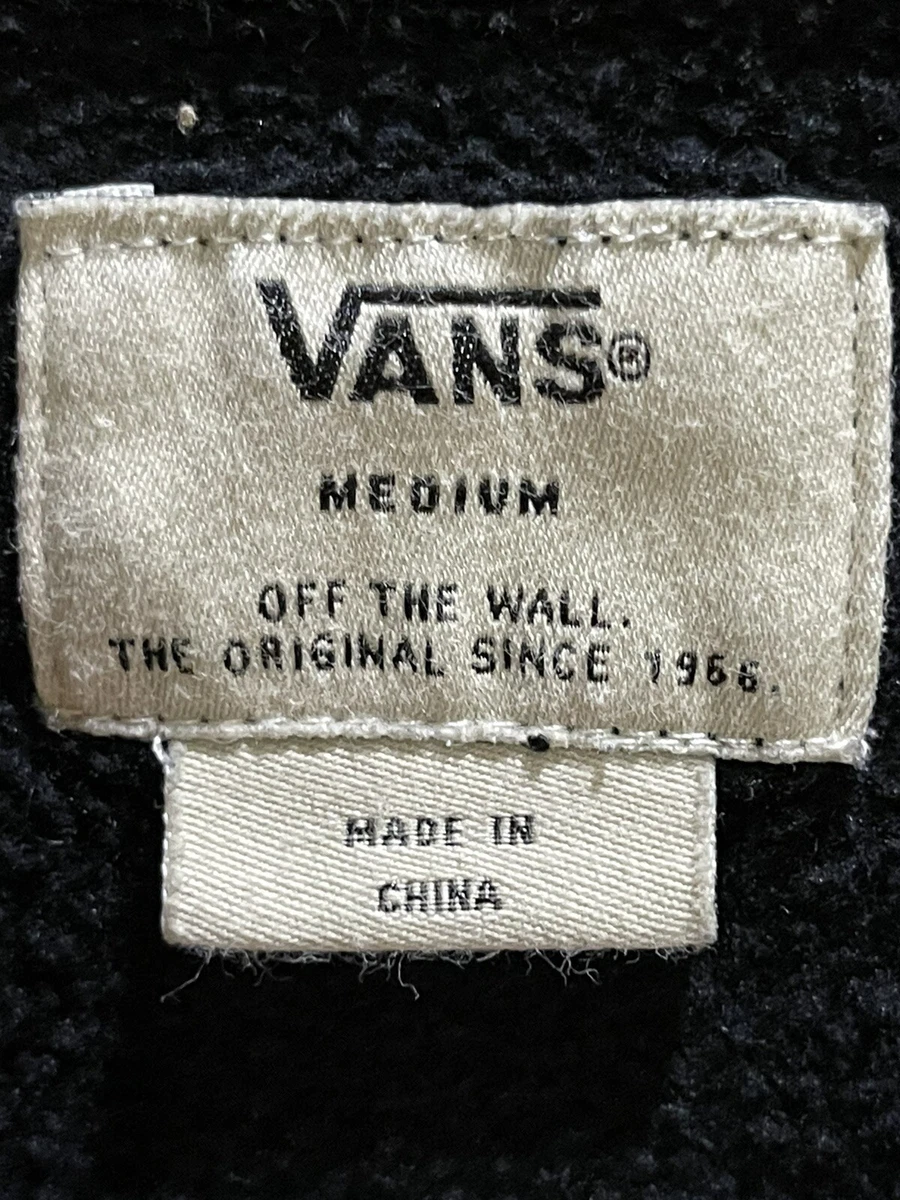 VANS®
MEDIUM
OFF THE WALL.
THE ORIGINAL SINCE 1966.
MADE IN
CHINA